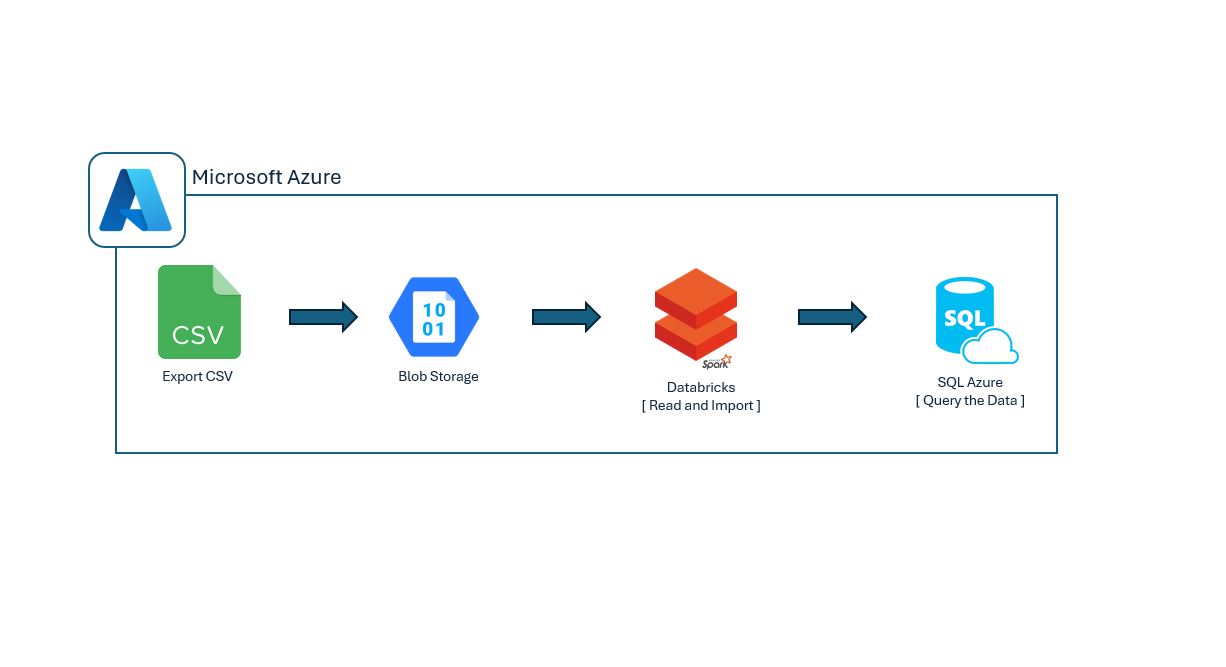 Microsoft Azure
CSV
Export CSV
10
01
Blob Storage
Spark
Databricks
[ Read and Import ]
SQL
SQL Azure
[ Query the Data ]